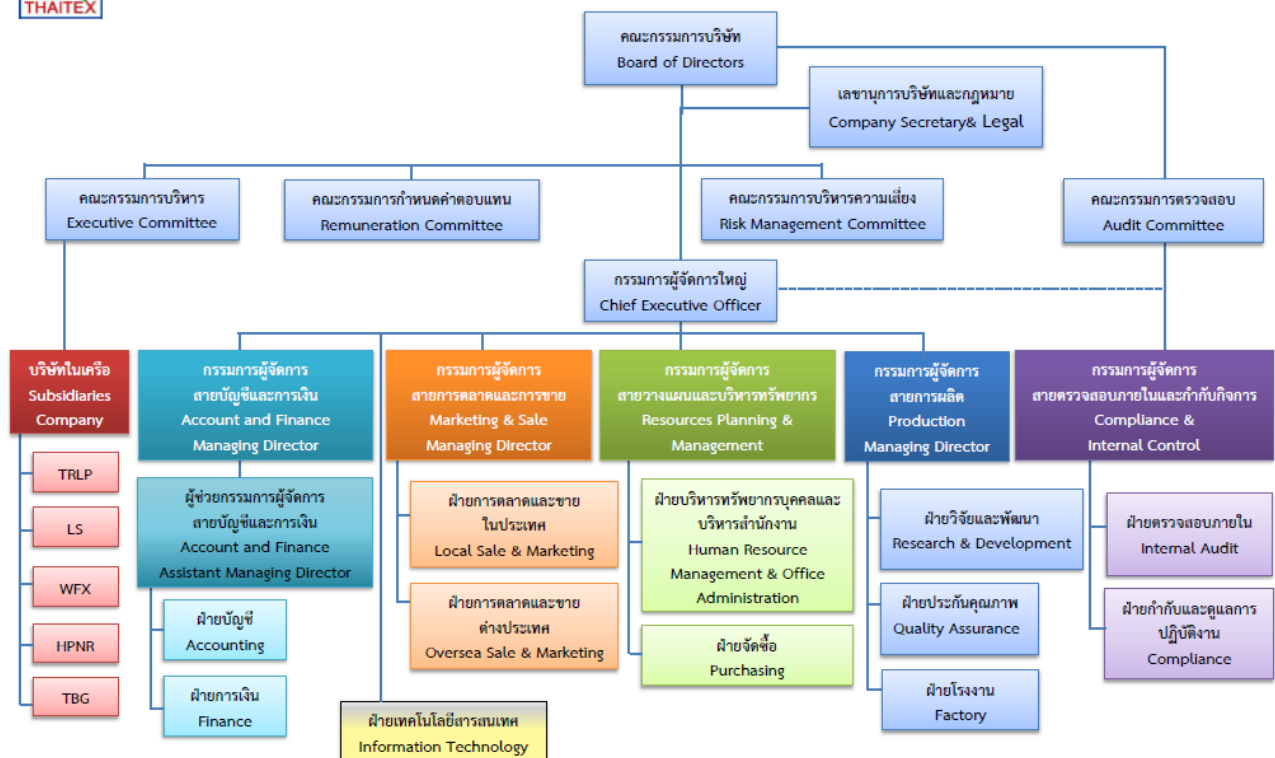 THAITEX
คณะกรรมการบริษัท
Board of Directors
เลขานุการบริษัทและกฎหมาย
Company Secretary& Legal
คณะกรรมการบริหาร
Executive Committee
คณะกรรมการกำหนดค่าตอบแทน
Remuneration Committee
คณะกรรมการบริหารความเสี่ยง
Risk Management Committee
คณะกรรมการตรวจสอบ
Audit Committee
กรรมการผู้จัดการใหญ่
Chief Executive Officer
บริษัทในเครือ
Subsidiaries
Company
TRLP
LS
WFX
HPNR
TBG
กรรมการผู้จัดการ
สายบัญชีและการเงิน
Account and Finance
Managing Director
ผู้ช่วยกรรมการผู้จัดการ
สายบัญชีและการเงิน
Account and Finance
Assistant Managing Director
ฝ่ายบัญชี
Accounting
ฝ่ายการเงิน
Finance
กรรมการผู้จัดการ
สายการตลาดและการขาย
Marketing & Sale
Managing Director
ฝ่ายการตลาดและขาย
ในประเทศ
Local Sale & Marketing
ฝ่ายการตลาดและขาย
ต่างประเทศ
Oversea Sale & Marketing
ฝ่ายเทคโนโลยีสารสนเทศ
Information Technology
กรรมการผู้จัดการ
สายวางแผนและบริหารทรัพยากร
Resources Planning &
Management
ฝ่ายบริหารทรัพยากรบุคคลและ
บริหารสำนักงาน
Human Resource
Management & Office
Administration
ฝ่ายจัดซื้อ
Purchasing
กรรมการผู้จัดการ
สายการผลิต
Production
Managing Director
ฝ่ายวิจัยและพัฒนา
Research & Development
ฝ่ายประกันคุณภาพ
Quality Assurance
ฝ่ายโรงงาน
Factory
กรรมการผู้จัดการ
สายตรวจสอบภายในและกำกับกิจการ
Compliance &
Internal Control
ฝ่ายตรวจสอบภายใน
Internal Audit
ฝ่ายกำกับและดูแลการ
ปฏิบัติงาน
Compliance